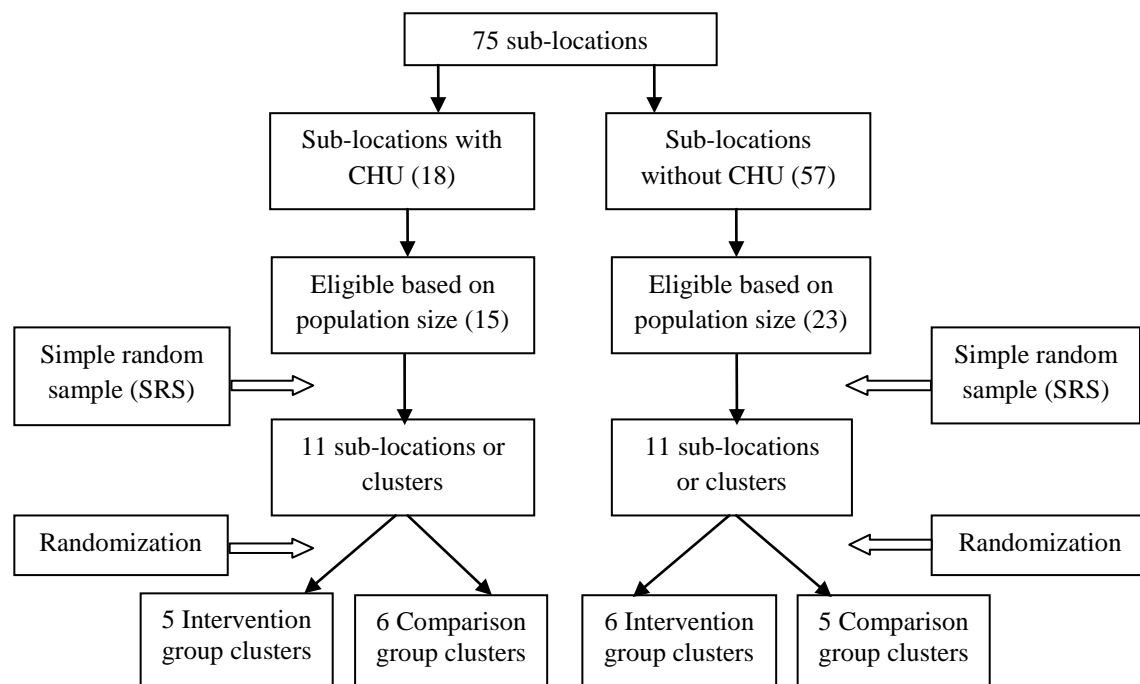 75 sub-locations
Sub-locations with
CHU (18)
Sub-locations
without CHU (57)
Eligible based on
population size (15)
Eligible based on
population size (23)
Simple random
sample (SRS)
Simple random
sample (SRS)
11 sub-locations or
clusters
11 sub-locations
or clusters
Randomization
Randomization
5 Intervention
group clusters
6 Comparison
group clusters
6 Intervention
group clusters
5 Comparison
group clusters